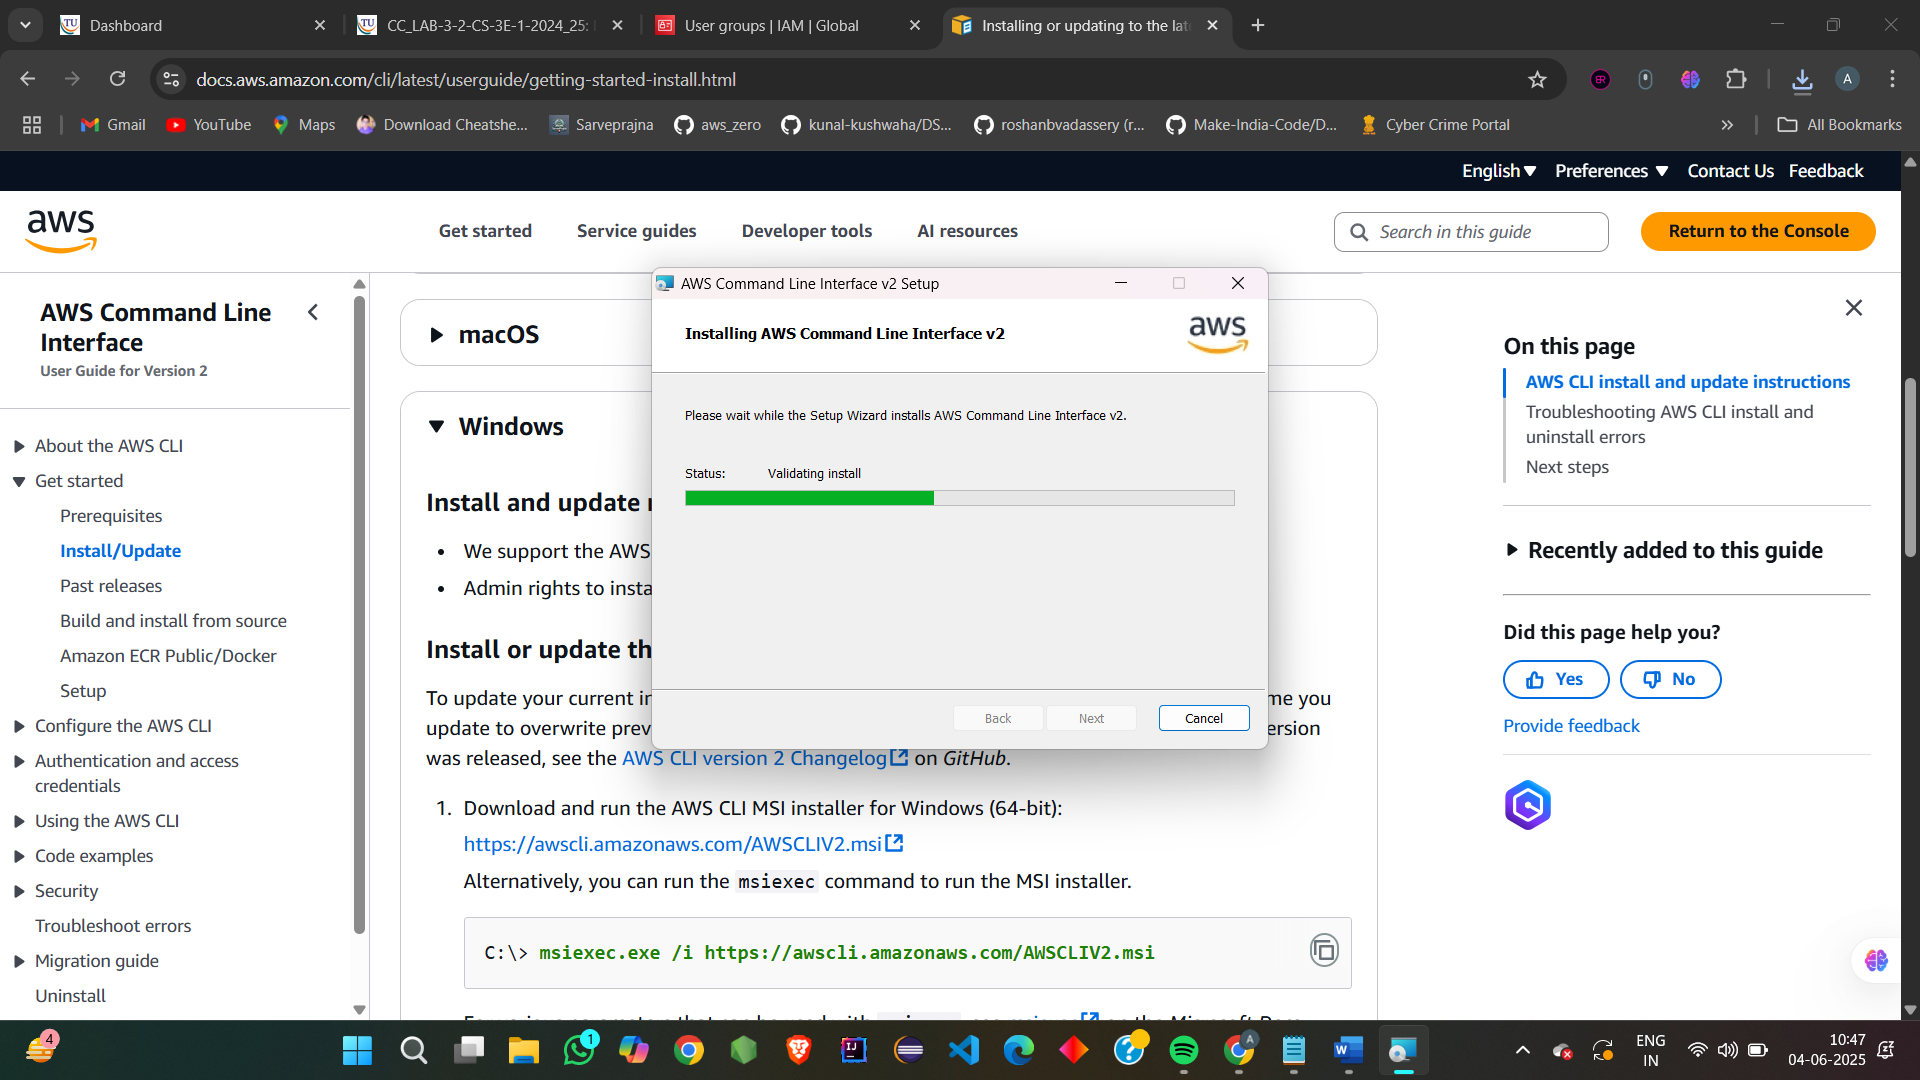 Dashboard
CC_LAB-3-2-CS-3E-1-2024_25:
User groups | IAM | Global
Installing or updating to the late
docs.aws.amazon.com/cli/latest/userguide/getting-started-install.html
Gmail
YouTube
Maps
Download Cheatshe...
Sarveprajna
aws_zero
kunal-kushwaha/DS...
roshanbvadassery (r...
Make-India-Code/D...
Cyber Crime Portal
All Bookmarks
English
Preferences
Contact Us
Feedback
aws
Get started
Service guides
Developer tools
AI resources
Search in this guide
Return to the Console
AWS Command Line
Interface
User Guide for Version 2
About the AWS CLI
Get started
Prerequisites
Install/Update
Past releases
Build and install from source
Amazon ECR Public/Docker
Setup
Configure the AWS CLI
Authentication and access
credentials
Using the AWS CLI
Code examples
Security
Troubleshoot errors
Migration guide
Uninstall
macOS
Windows
Install and update
We support the AWS
Admin rights to insta
Install or update th
To update your current in
me you
update to overwrite prev
ersion
was released, see the AWS CLI version 2 Changelog on GitHub.
1. Download and run the AWS CLI MSI installer for Windows (64-bit):
https://awscli.amazonaws.com/AWSCLIV2.msi
Alternatively, you can run the msiexec command to run the MSI installer.
C:\> msiexec.exe /i https://awscli.amazonaws.com/AWSCLIV2.msi
AWS Command Line Interface v2 Setup
Installing AWS Command Line Interface v2
aws
Please wait while the Setup Wizard installs AWS Command Line Interface v2.
Status: Validating install
Back
Next
Cancel
On this page
AWS CLI install and update instructions
Troubleshooting AWS CLI install and
uninstall errors
Next steps
Recently added to this guide
Did this page help you?
Yes
No
Provide feedback
4
1
ENG
IN
10:47
04-06-2025